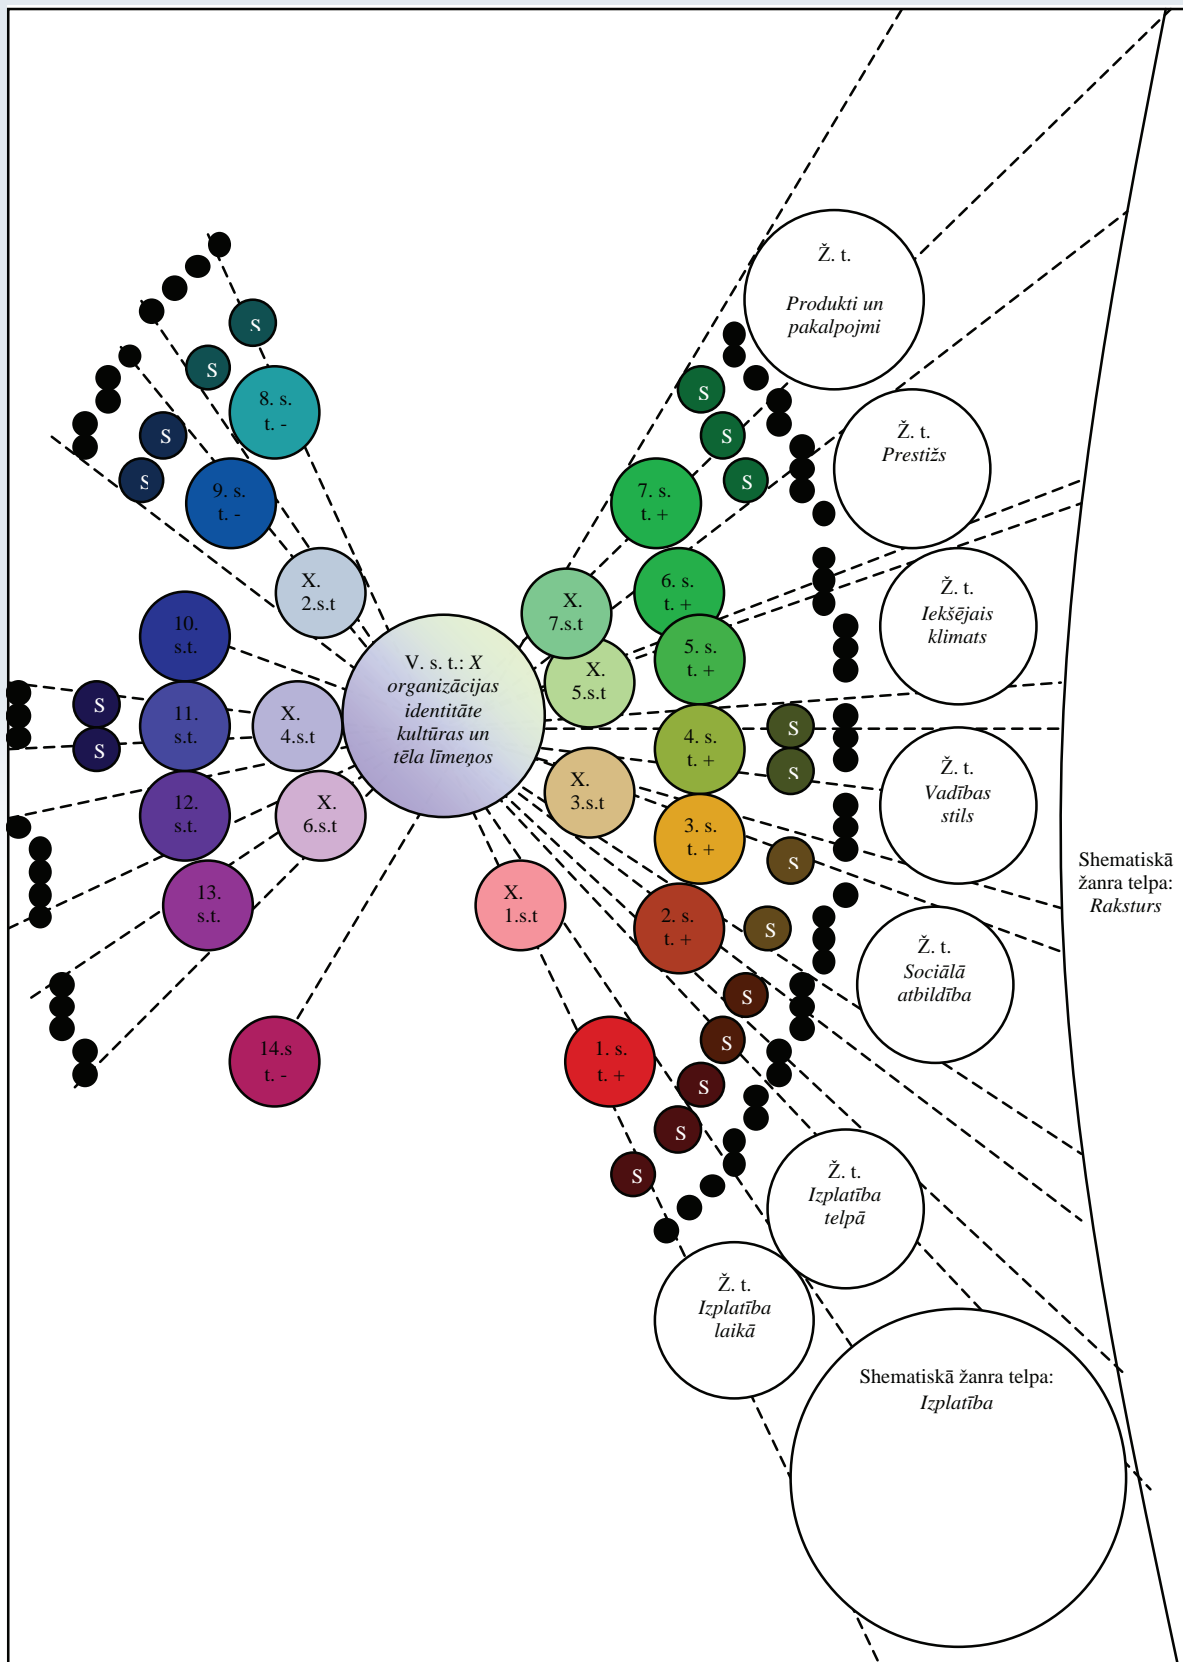 Ž. t.
Produkti un
pakalpojmi
S
S
8. s.
t. -
S
S
S
S
S
Ž. t.
Prestižs
9. s.
t. -
7. s.
t. +
X.
2.s.t
X.
7.s.t
6. s.
t. +
Ž. t.
Iekšējais
klimats
10.
s.t.
V. s. t.: X
organizācijas
identitāte
kultūras un
tēla līmeņos
X.
5.s.t
5. s.
t. +
S
S
11.
s.t.
X.
4.s.t
4. s.
t. +
S
S
Ž. t.
Vadības
stils
12.
s.t.
X.
6.s.t
X.
3.s.t
3. s.
t. +
S
Shematiskā
žanra telpa:
Raksturs
13.
s.t.
X.
1.s.t
2. s.
t. +
S
Ž. t.
Sociālā
atbildība
S
S
14.s
t. -
1. s.
t. +
S
S
S
Ž. t.
Izplatība
telpā
Ž. t.
Izplatība
laikā
Shematiskā žanra telpa:
Izplatība